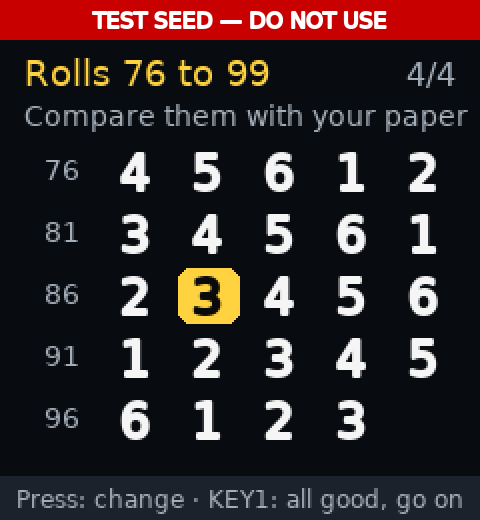 TEST SEED — DO NOT USE
Rolls 76 to 99 4/4
Compare them with your paper
76 4 5 6 1 2
81 3 4 5 6 1
86 2 3 4 5 6
91 1 2 3 4 5
96 6 1 2 3
Press: change · KEY1: all good, go on